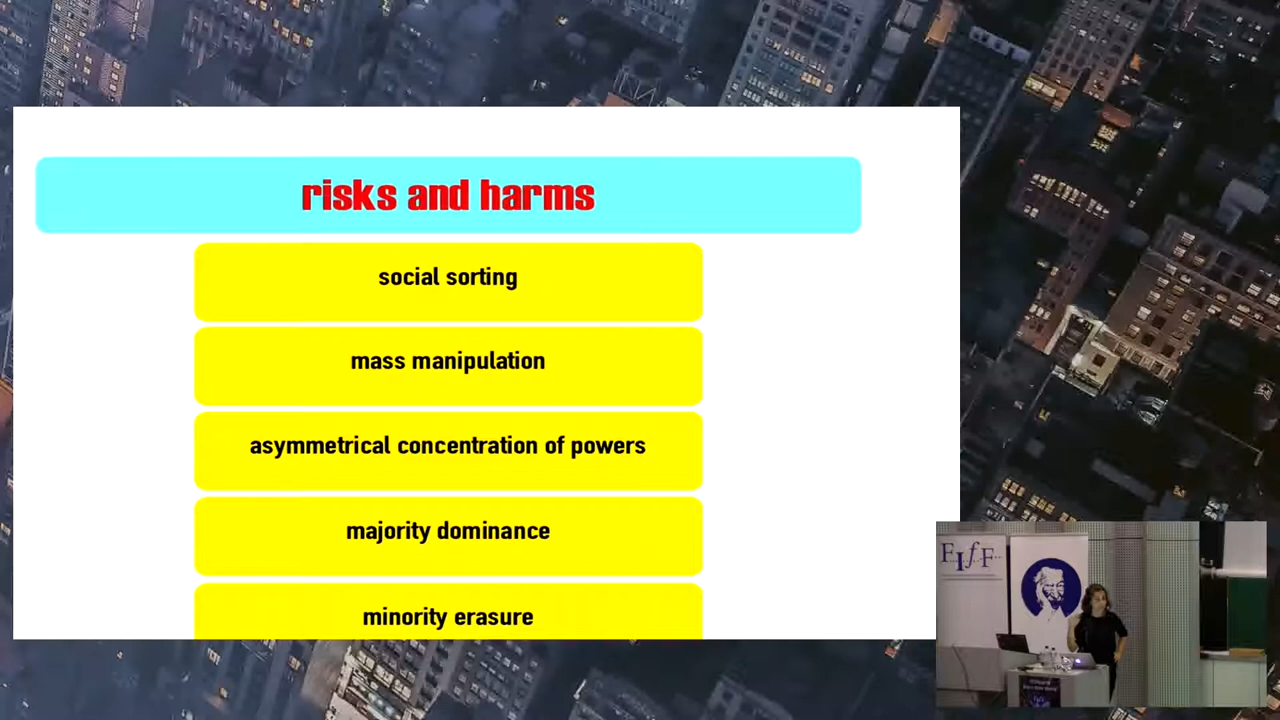 risks and harms
social sorting
mass manipulation
asymmetrical concentration of powers
majority dominance
minority erasure
FIfF